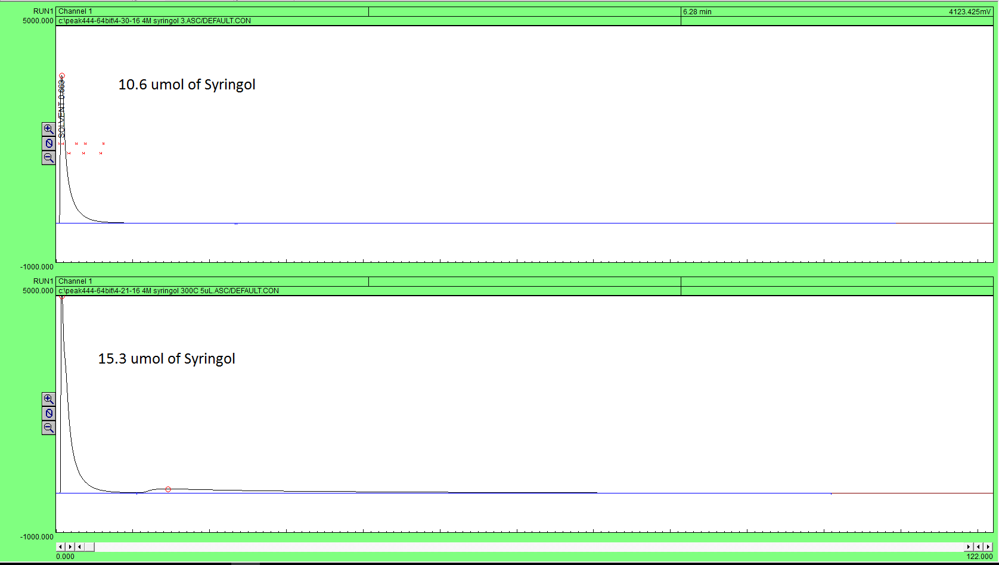 RUN1 Channel 1 6.28 min 4123.425mV
5000.000 c:\peak444-64bit\4-30-16 4M syringol 3.ASC/DEFAULT.CON
10.6 umol of Syringol
1 SOLVENT 0.663
-1000.000
RUN1 Channel 1
5000.000 c:\peak444-64bit\4-21-16 4M syringol 300C 5uL.ASC/DEFAULT.CON
15.3 umol of Syringol
-1000.000
0.000 122.000